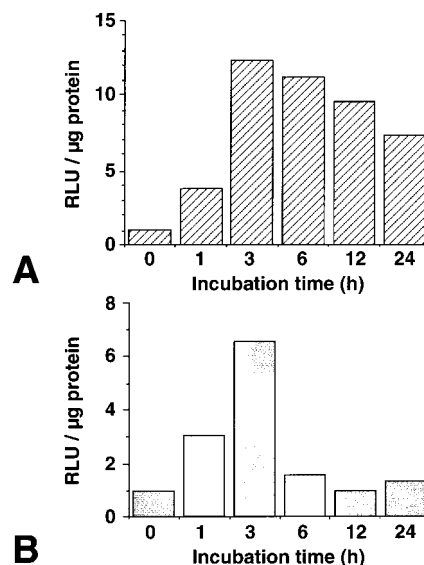 15
10
5
0
RLU / µg protein
0 1 3 6 12 24
Incubation time (h)
A
8
6
4
2
0
RLU / µg protein
0 1 3 6 12 24
Incubation time (h)
B